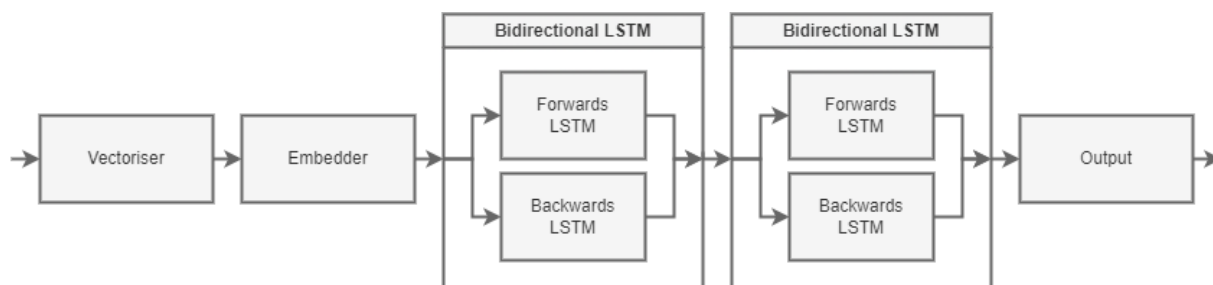 Bidirectional LSTM
Bidirectional LSTM
Forwards
LSTM
Forwards
LSTM
Vectoriser
Embedder
Output
Backwards
LSTM
Backwards
LSTM